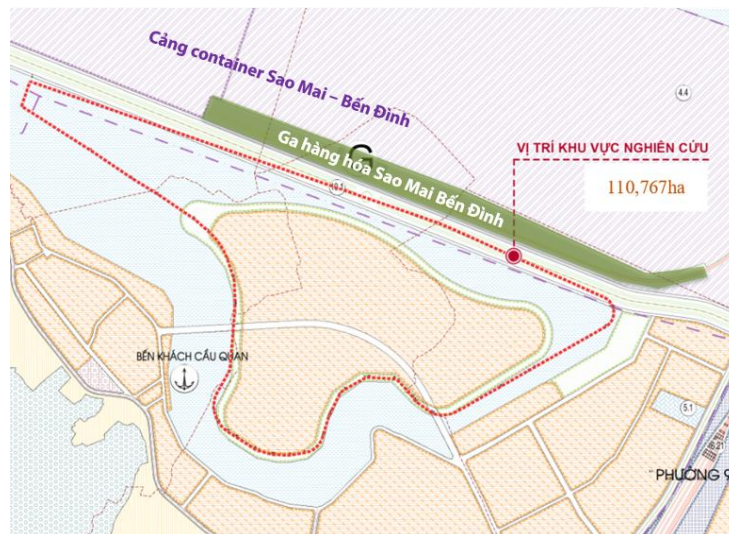 Cảng container Sao Mai – Bến Đình
4.4
G
Ga hàng hóa Sao Mai Bến Đình
VỊ TRÍ KHU VỰC NGHIÊN CỨU
110,767ha
BẾN KHÁCH CẦU QUAN
5.1
PHƯỜNG 9